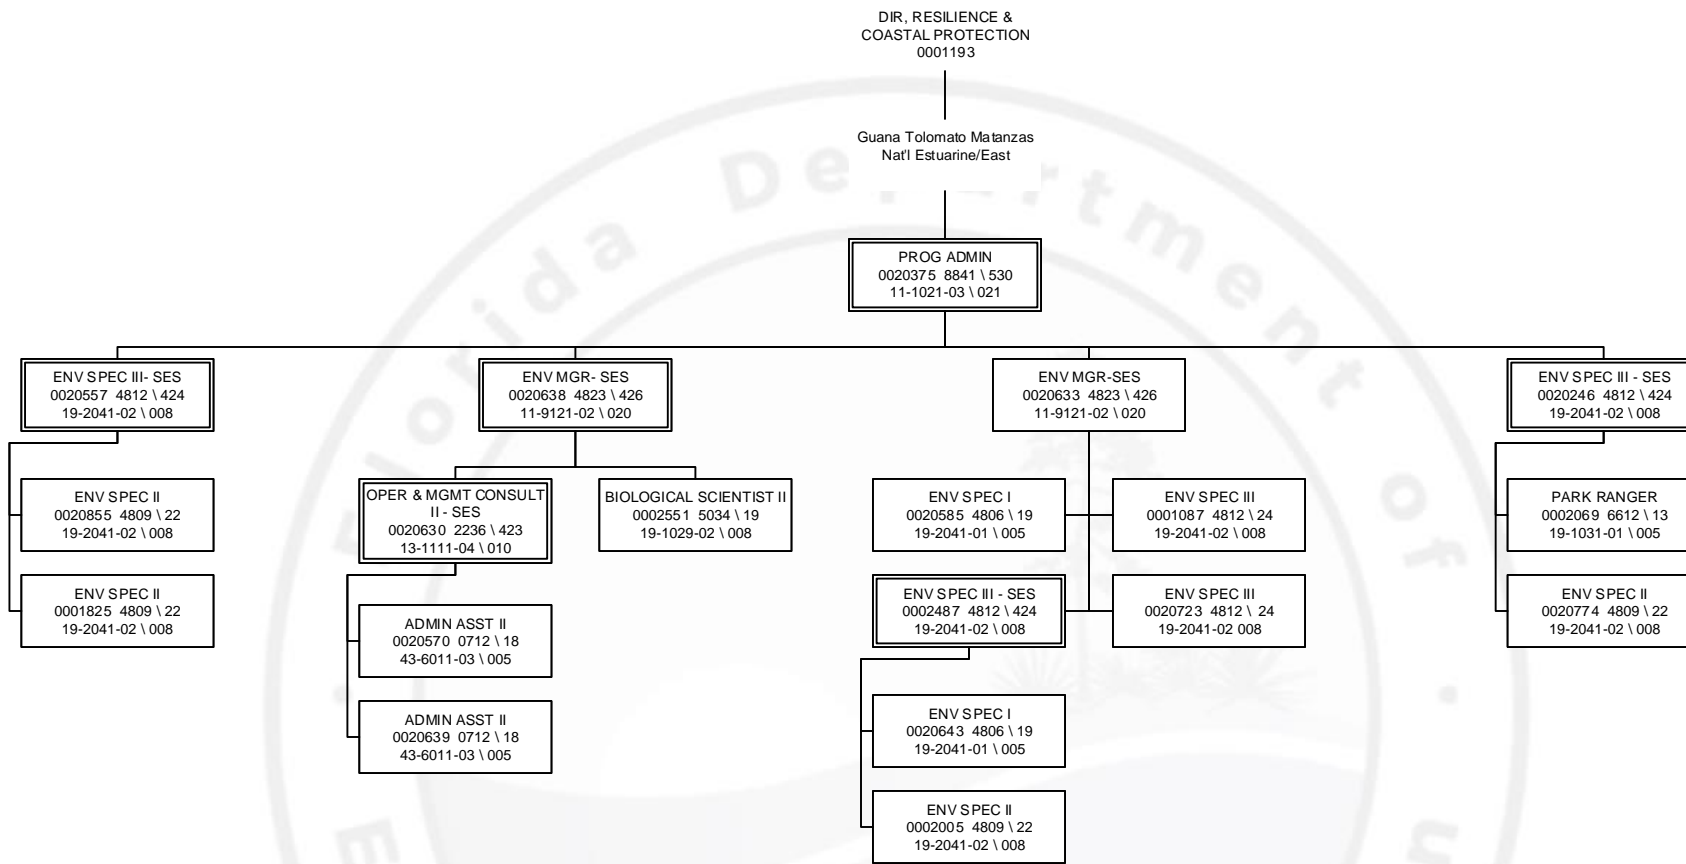 DIR, RESILIENCE &
COASTAL PROTECTION
0001193
Guana Tolomato Matanzas
Nat'l Estuarine/East
PROG ADMIN
0020375 8841 \ 530
11-1021-03 \ 021
ENV SPEC III- SES
0020557 4812 \ 424
19-2041-02 \ 008
ENV MGR- SES
0020638 4823 \ 426
11-9121-02 \ 020
ENV MGR-SES
0020633 4823 \ 426
11-9121-02 \ 020
ENV SPEC III - SES
0020246 4812 \ 424
19-2041-02 \ 008
ENV SPEC II
0020855 4809 \ 22
19-2041-02 \ 008
OPER & MGMT CONSULT
II - SES
0020630 2236 \ 423
13-1111-04 \ 010
BIOLOGICAL SCIENTIST II
0002551 5034 \ 19
19-1029-02 \ 008
ENV SPEC I
0020585 4806 \ 19
19-2041-01 \ 005
ENV SPEC III
0001087 4812 \ 24
19-2041-02 \ 008
PARK RANGER
0002069 6612 \ 13
19-1031-01 \ 005
ENV SPEC II
0001825 4809 \ 22
19-2041-02 \ 008
ADMIN ASST II
0020570 0712 \ 18
43-6011-03 \ 005
ENV SPEC III - SES
0002487 4812 \ 424
19-2041-02 \ 008
ENV SPEC III
0020723 4812 \ 24
19-2041-02 008
ENV SPEC II
0020774 4809 \ 22
19-2041-02 \ 008
ADMIN ASST II
0020639 0712 \ 18
43-6011-03 \ 005
ENV SPEC I
0020643 4806 \ 19
19-2041-01 \ 005
ENV SPEC II
0002005 4809 \ 22
19-2041-02 \ 008